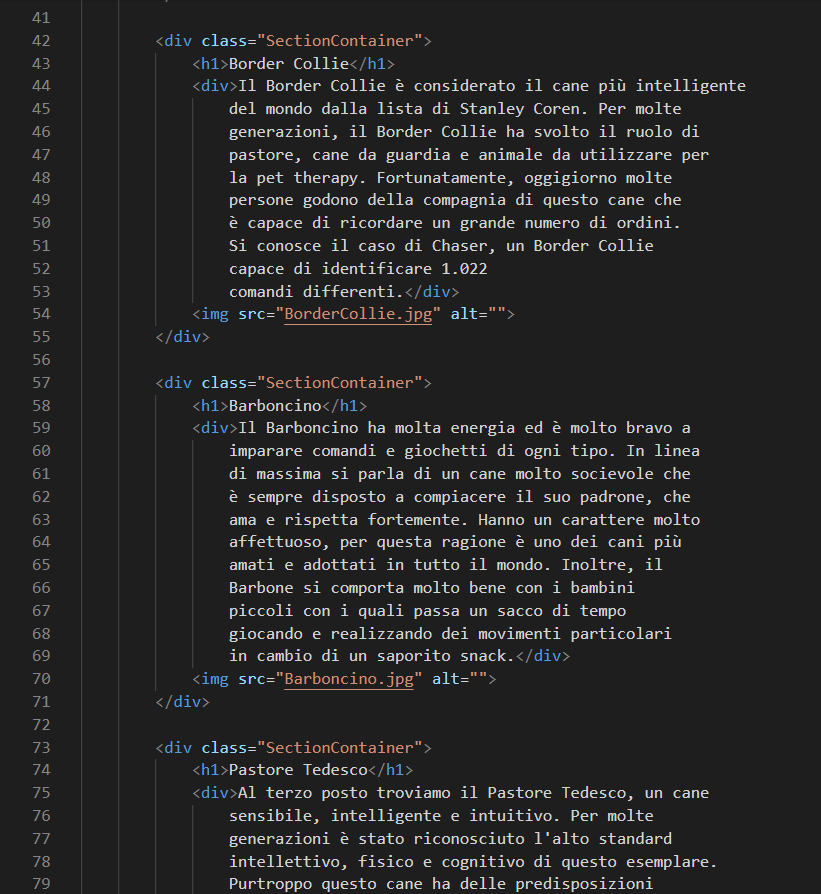 41
42 <div class="SectionContainer">
43 <h1>Border Collie</h1>
44 <div>Il Border Collie è considerato il cane più intelligente
45 del mondo dalla lista di Stanley Coren. Per molte
46 generazioni, il Border Collie ha svolto il ruolo di
47 pastore, cane da guardia e animale da utilizzare per
48 la pet therapy. Fortunatamente, oggigiorno molte
49 persone godono della compagnia di questo cane che
50 è capace di ricordare un grande numero di ordini.
51 Si conosce il caso di Chaser, un Border Collie
52 capace di identificare 1.022
53 comandi differenti.</div>
54 <img src="BorderCollie.jpg" alt="">
55 </div>
56
57 <div class="SectionContainer">
58 <h1>Barboncino</h1>
59 <div>Il Barboncino ha molta energia ed è molto bravo a
60 imparare comandi e giochetti di ogni tipo. In linea
61 di massima si parla di un cane molto socievole che
62 è sempre disposto a compiacere il suo padrone, che
63 ama e rispetta fortemente. Hanno un carattere molto
64 affettuoso, per questa ragione è uno dei cani più
65 amati e adottati in tutto il mondo. Inoltre, il
66 Barbone si comporta molto bene con i bambini
67 piccoli con i quali passa un sacco di tempo
68 giocando e realizzando dei movimenti particolari
69 in cambio di un saporito snack.</div>
70 <img src="Barboncino.jpg" alt="">
71 </div>
72
73 <div class="SectionContainer">
74 <h1>Pastore Tedesco</h1>
75 <div>Al terzo posto troviamo il Pastore Tedesco, un cane
76 sensibile, intelligente e intuitivo. Per molte
77 generazioni è stato riconosciuto l'alto standard
78 intellettivo, fisico e cognitivo di questo esemplare.
79 Purtroppo questo cane ha delle predisposizioni